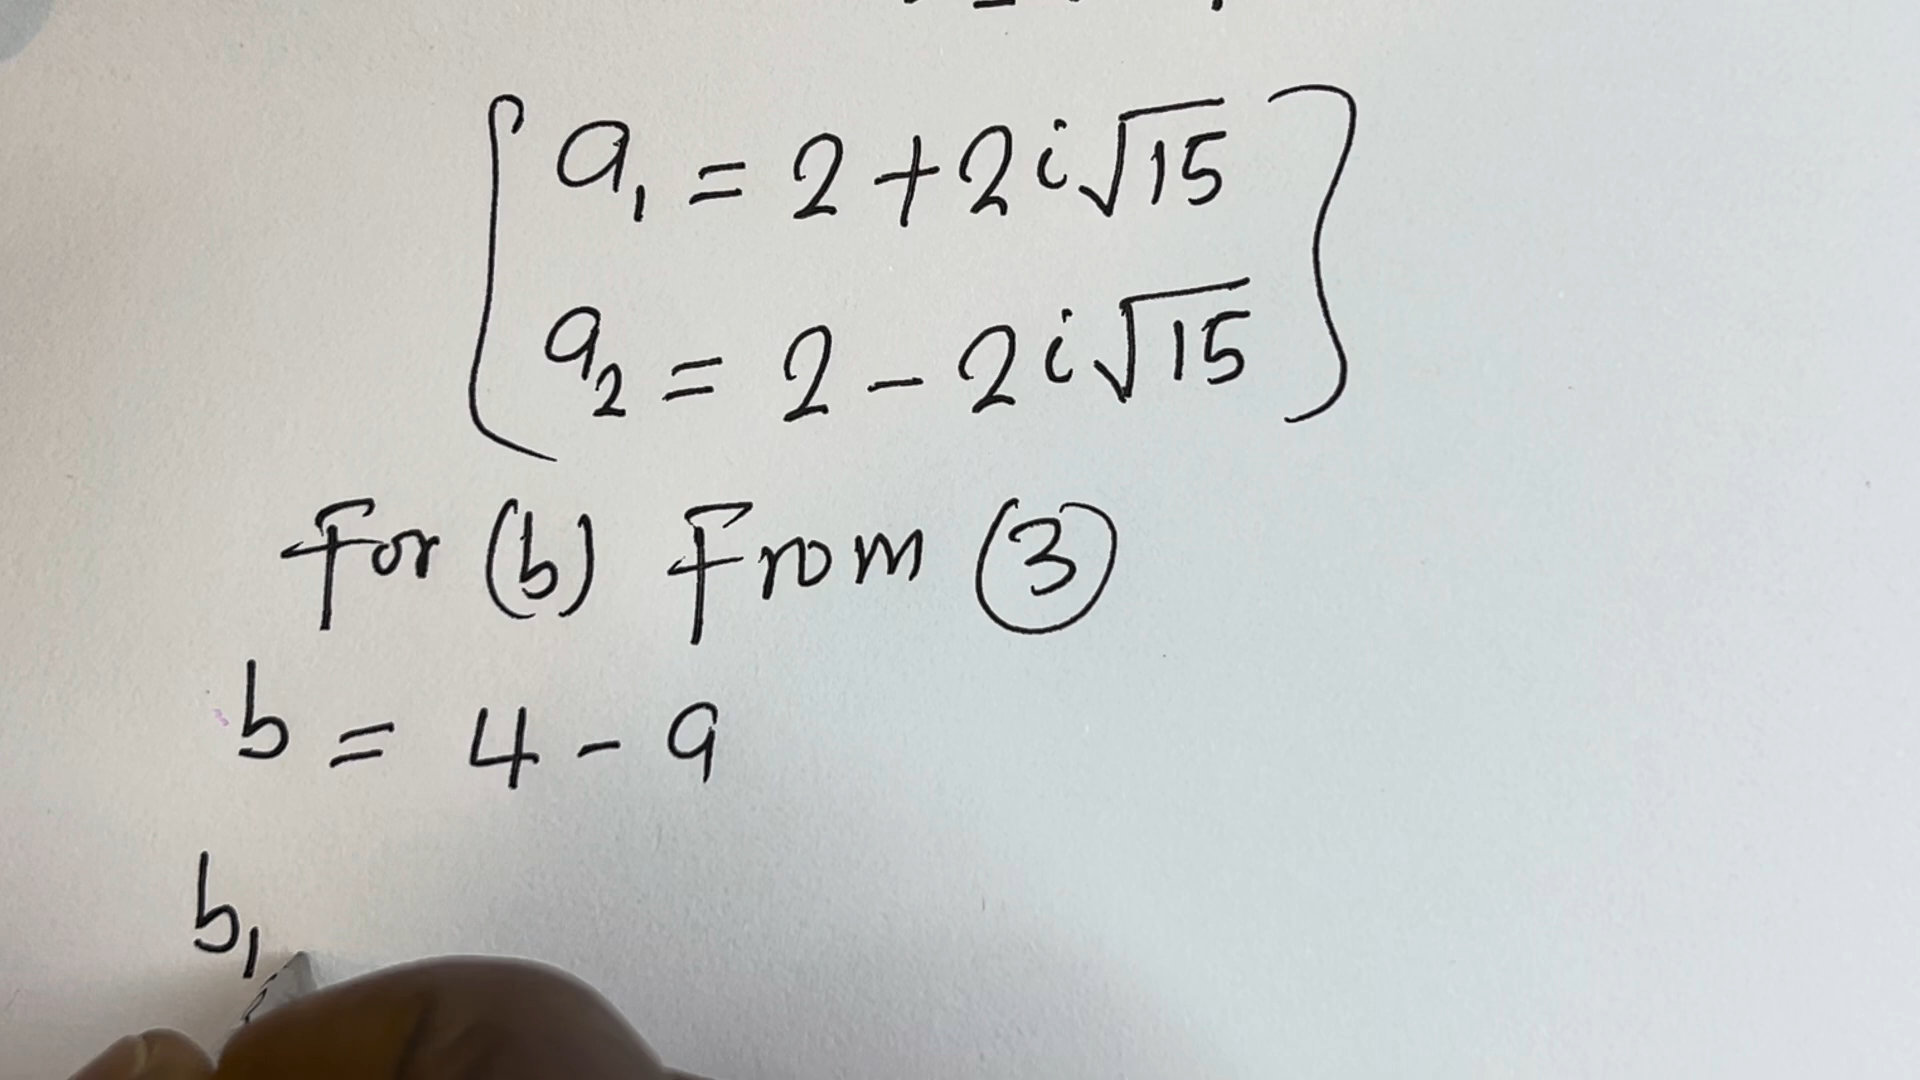 a₁ = 2 + 2i√15
a₂ = 2 - 2i√15
For (b) From ③
b = 4 - a
b₁